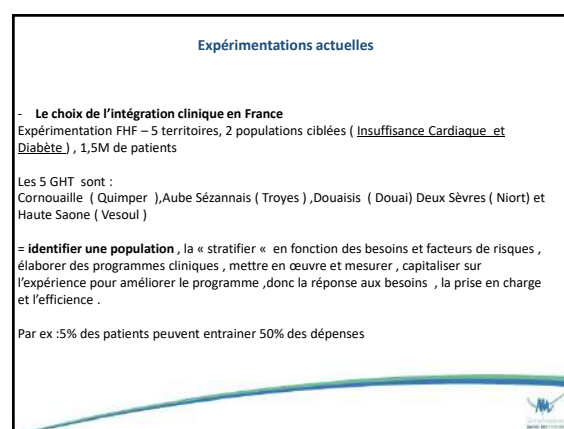 Expérimentations actuelles
- Le choix de l'intégration clinique en France
Expérimentation FHF – 5 territoires, 2 populations ciblées ( Insuffisance Cardiaque et
Diabète ) , 1,5M de patients
Les 5 GHT sont :
Cornouaille ( Quimper ),Aube Sézannais ( Troyes ) ,Douaisis ( Douai) Deux Sèvres ( Niort) et
Haute Saone ( Vesoul )
= identifier une population , la « stratifier « en fonction des besoins et facteurs de risques ,
élaborer des programmes cliniques , mettre en œuvre et mesurer , capitaliser sur
l'expérience pour améliorer le programme ,donc la réponse aux besoins , la prise en charge
et l'efficience .
Par ex :5% des patients peuvent entrainer 50% des dépenses